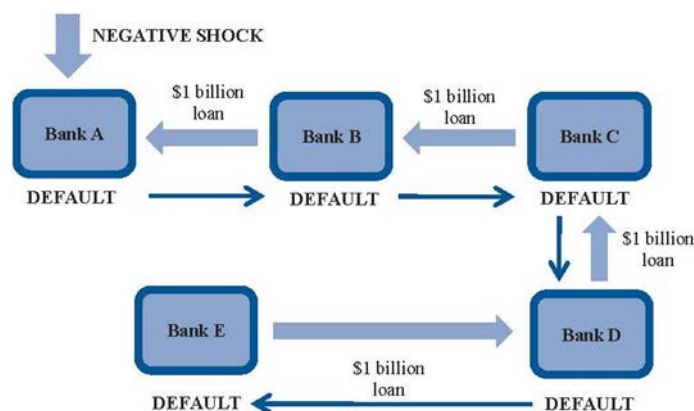 NEGATIVE SHOCK
$1 billion
loan
$1 billion
loan
Bank A
Bank B
Bank C
DEFAULT
DEFAULT
DEFAULT
$1 billion
loan
Bank E
Bank D
$1 billion
loan
DEFAULT
DEFAULT